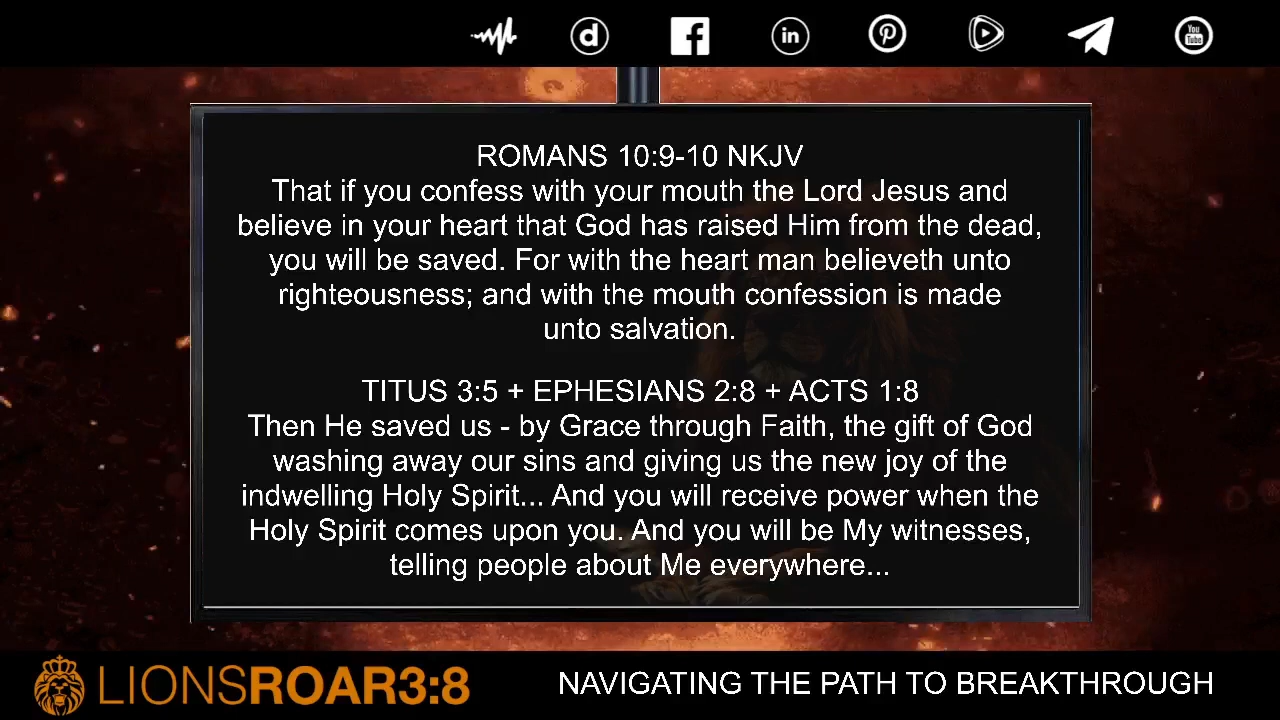 ROMANS 10:9-10 NKJV
That if you confess with your mouth the Lord Jesus and
believe in your heart that God has raised Him from the dead,
you will be saved. For with the heart man believeth unto
righteousness; and with the mouth confession is made
unto salvation.
TITUS 3:5 + EPHESIANS 2:8 + ACTS 1:8
Then He saved us - by Grace through Faith, the gift of God
washing away our sins and giving us the new joy of the
indwelling Holy Spirit... And you will receive power when the
Holy Spirit comes upon you. And you will be My witnesses,
telling people about Me everywhere...
LIONSROAR3:8
NAVIGATING THE PATH TO BREAKTHROUGH